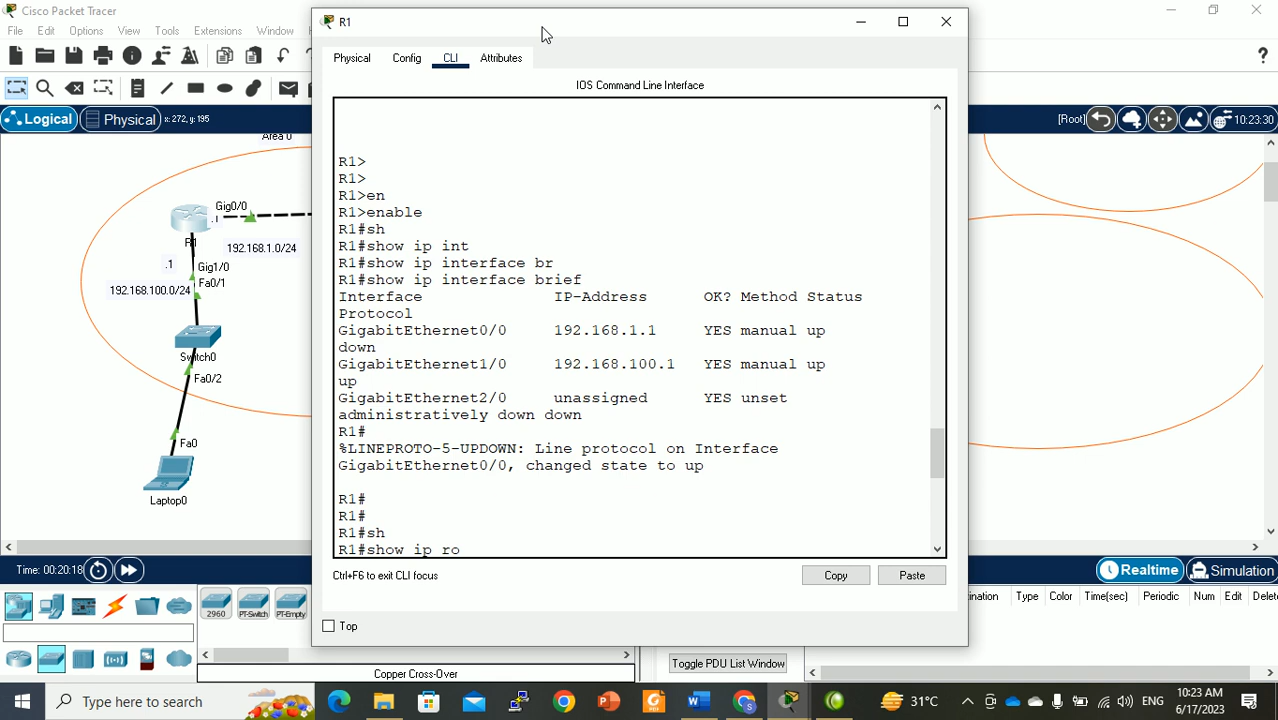 Cisco Packet Tracer
File Edit Options View Tools Extensions Window
?
Logical Physical x: 272, y: 195
[Root] 10:23:30
Area 0
Gig0/0
.1
R1
192.168.1.0/24
.1
Gig1/0
Fa0/1
192.168.100.0/24
Switch0
Fa0/2
Fa0
Laptop0
R1
Physical Config CLI Attributes
IOS Command Line Interface
R1>
R1>
R1>en
R1>enable
R1#sh
R1#show ip int
R1#show ip interface br
R1#show ip interface brief
Interface IP-Address OK? Method Status
Protocol
GigabitEthernet0/0 192.168.1.1 YES manual up
down
GigabitEthernet1/0 192.168.100.1 YES manual up
up
GigabitEthernet2/0 unassigned YES unset
administratively down down
R1#
%LINEPROTO-5-UPDOWN: Line protocol on Interface
GigabitEthernet0/0, changed state to up
R1#
R1#
R1#sh
R1#show ip ro
Ctrl+F6 to exit CLI focus
Copy Paste
Top
Time: 00:20:18
Realtime Simulation
2960 PT-Switch PT-Empty
Copper Cross-Over
Toggle PDU List Window
ination Type Color Time(sec) Periodic Num Edit Delete
Type here to search
31°C
ENG
10:23 AM
6/17/2023